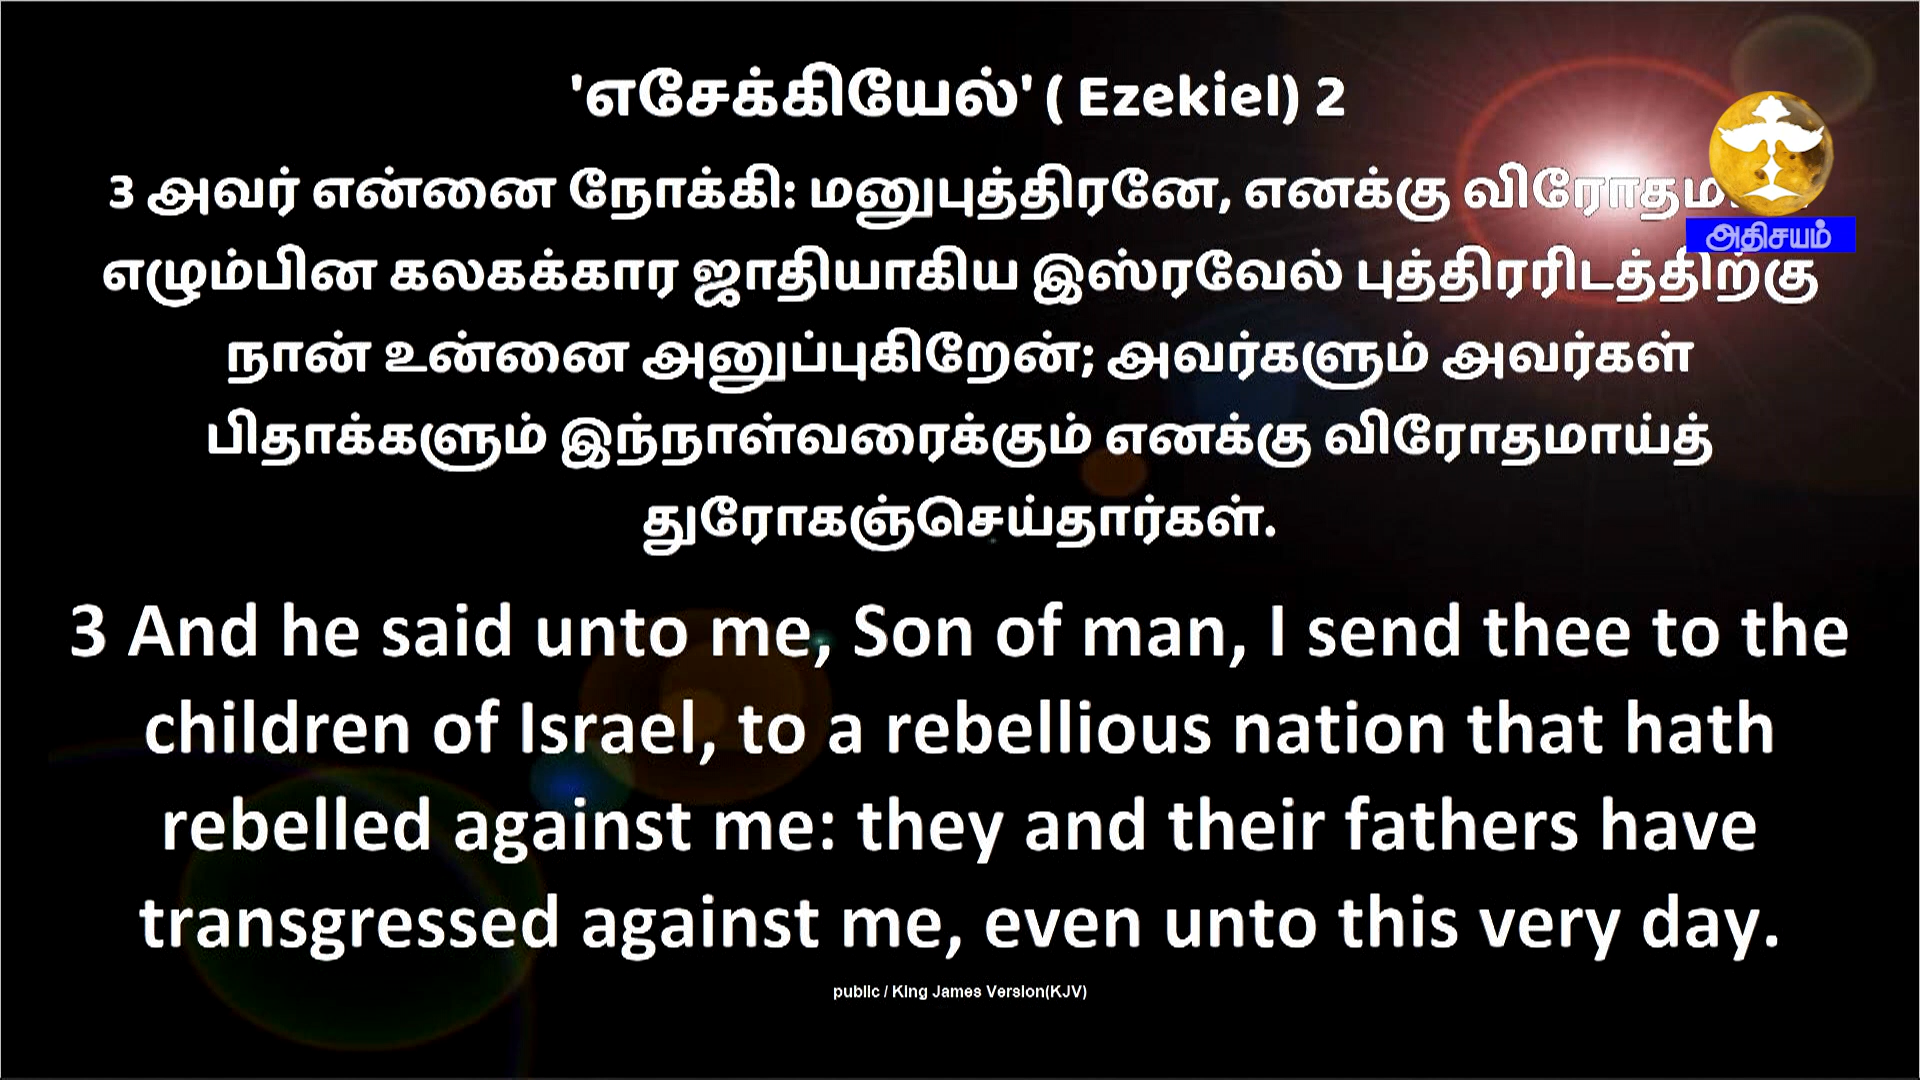 'எசேக்கியேல்' ( Ezekiel) 2
3 அவர் என்னை நோக்கி: மனுபுத்திரனே, எனக்கு
எழும்பின கலகக்கார ஜாதியாகிய இஸ்ரவேல் புத்திரரிடத்திற்கு
நான் உன்னை அனுப்புகிறேன்; அவர்களும் அவர்கள்
பிதாக்களும் இந்நாள்வரைக்கும் எனக்கு விரோதமாய்த்
துரோகஞ்செய்தார்கள்.
அதிசயம்
3 And he said unto me, Son of man, I send thee to the
children of Israel, to a rebellious nation that hath
rebelled against me: they and their fathers have
transgressed against me, even unto this very day.
public / King James Version(KJV)